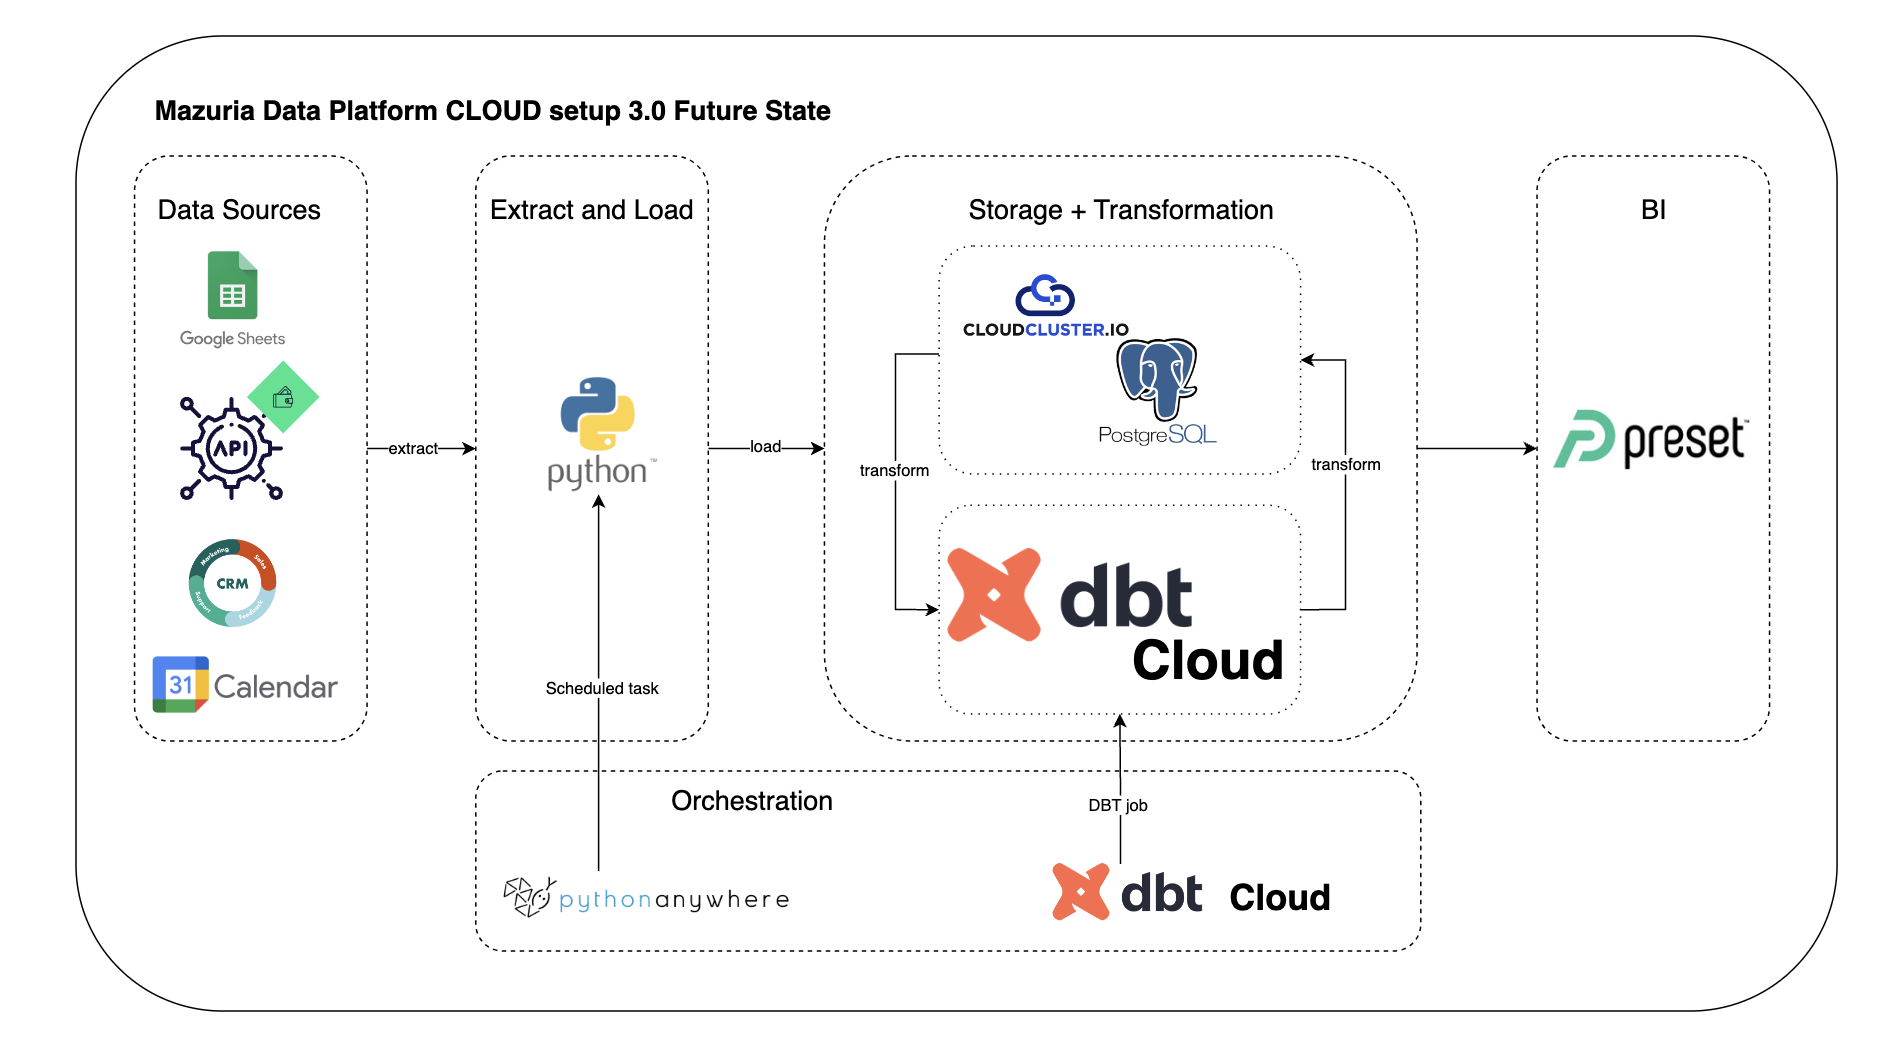 Mazuria Data Platform CLOUD setup 3.0 Future State
Data Sources
Google Sheets
API
Marketing
Sales
CRM
Support
Feedback
31 Calendar
extract
Extract and Load
python™
Scheduled task
load
Storage + Transformation
CLOUDCLUSTER.IO
PostgreSQL
transform
transform
dbt
Cloud
BI
preset™
Orchestration
DBT job
pythonanywhere
dbt Cloud